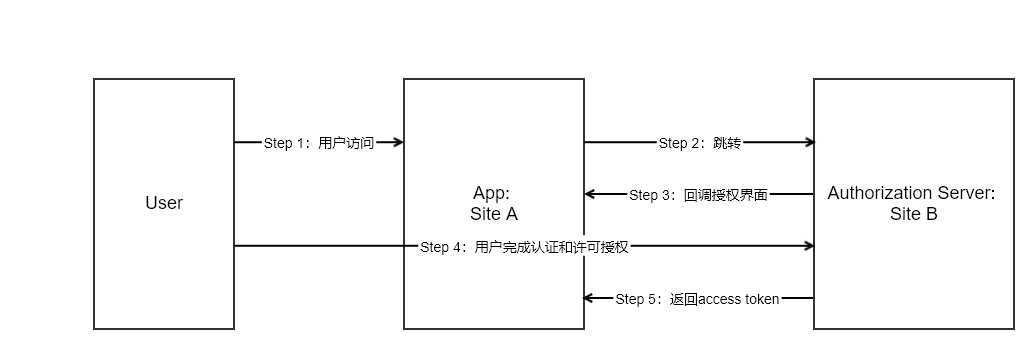 Step 1：用户访问
Step 2：跳转
User
App:
Site A
Step 3：回调授权界面
Authorization Server:
Site B
Step 4：用户完成认证和许可授权
Step 5：返回access token